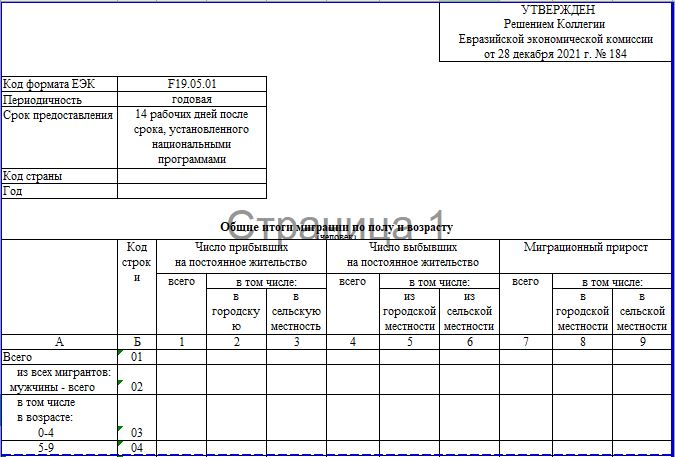 УТВЕРЖДЕН
Решением Коллегии
Евразийской экономической комиссии
от 28 декабря 2021 г. № 184
Код формата ЕЭК F19.05.01
Периодичность годовая
Срок предоставления 14 рабочих дней после
срока, установленного
национальными
программами
Код страны
Год
Страница 1
Общие итоги миграции по полу и возрасту
(человек)
Код
строк
и
Число прибывших
на постоянное жительство
Число выбывших
на постоянное жительство
Миграционный прирост
всего в том числе: всего в том числе: всего в том числе:
в
городску
ю
в
сельскую
местность
из
городской
местности
из
сельской
местности
в
городской
местности
в
сельской
местности
А Б 1 2 3 4 5 6 7 8 9
Всего 01
из всех мигрантов:
мужчины - всего 02
в том числе
в возрасте:
0-4 03
5-9 04